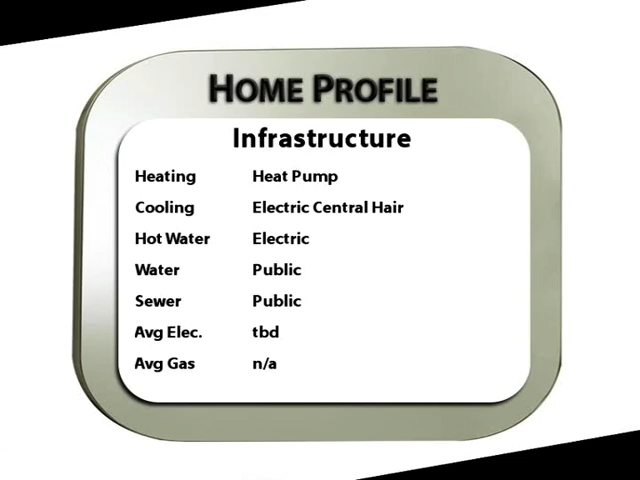 HOME PROFILE
Infrastructure
Heating Heat Pump
Cooling Electric Central Hair
Hot Water Electric
Water Public
Sewer Public
Avg Elec. tbd
Avg Gas n/a